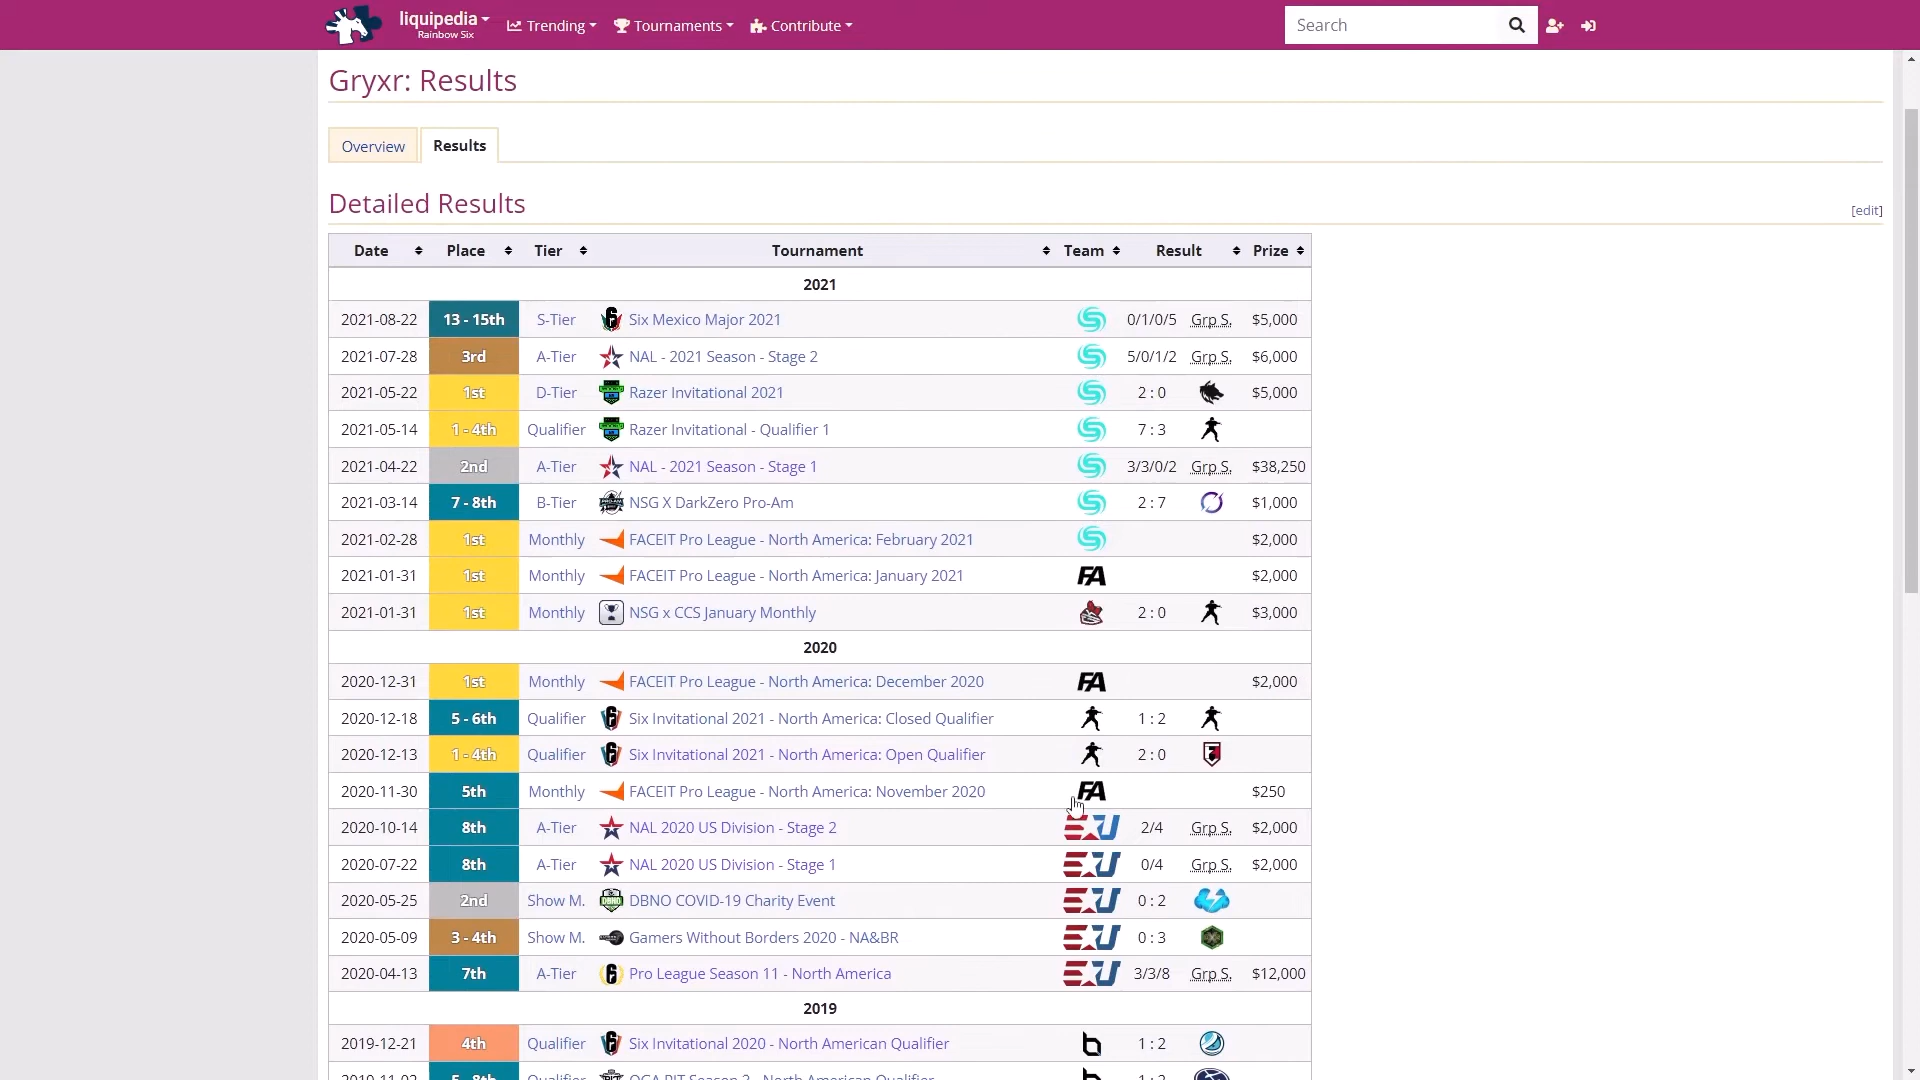 liquipedia
Rainbow Six
Trending
Tournaments
Contribute
Search
Gryxr: Results
Overview
Results
Detailed Results
[edit]
Date Place Tier Tournament Team Result Prize
2021
2021-08-22 13 - 15th S-Tier Six Mexico Major 2021 0/1/0/5 Grp S. $5,000
2021-07-28 3rd A-Tier NAL - 2021 Season - Stage 2 5/0/1/2 Grp S. $6,000
2021-05-22 1st D-Tier Razer Invitational 2021 2 : 0 $5,000
2021-05-14 1 - 4th Qualifier Razer Invitational - Qualifier 1 7 : 3
2021-04-22 2nd A-Tier NAL - 2021 Season - Stage 1 3/3/0/2 Grp S. $38,250
2021-03-14 7 - 8th B-Tier NSG X DarkZero Pro-Am 2 : 7 $1,000
2021-02-28 1st Monthly FACEIT Pro League - North America: February 2021 $2,000
2021-01-31 1st Monthly FACEIT Pro League - North America: January 2021 FA $2,000
2021-01-31 1st Monthly NSG x CCS January Monthly 2 : 0 $3,000
2020
2020-12-31 1st Monthly FACEIT Pro League - North America: December 2020 FA $2,000
2020-12-18 5 - 6th Qualifier Six Invitational 2021 - North America: Closed Qualifier 1 : 2
2020-12-13 1 - 4th Qualifier Six Invitational 2021 - North America: Open Qualifier 2 : 0
2020-11-30 5th Monthly FACEIT Pro League - North America: November 2020 FA $250
2020-10-14 8th A-Tier NAL 2020 US Division - Stage 2 2/4 Grp S. $2,000
2020-07-22 8th A-Tier NAL 2020 US Division - Stage 1 0/4 Grp S. $2,000
2020-05-25 2nd Show M. DBNO COVID-19 Charity Event 0 : 2
2020-05-09 3 - 4th Show M. Gamers Without Borders 2020 - NA&BR 0 : 3
2020-04-13 7th A-Tier Pro League Season 11 - North America 3/3/8 Grp S. $12,000
2019
2019-12-21 4th Qualifier Six Invitational 2020 - North American Qualifier 1 : 2